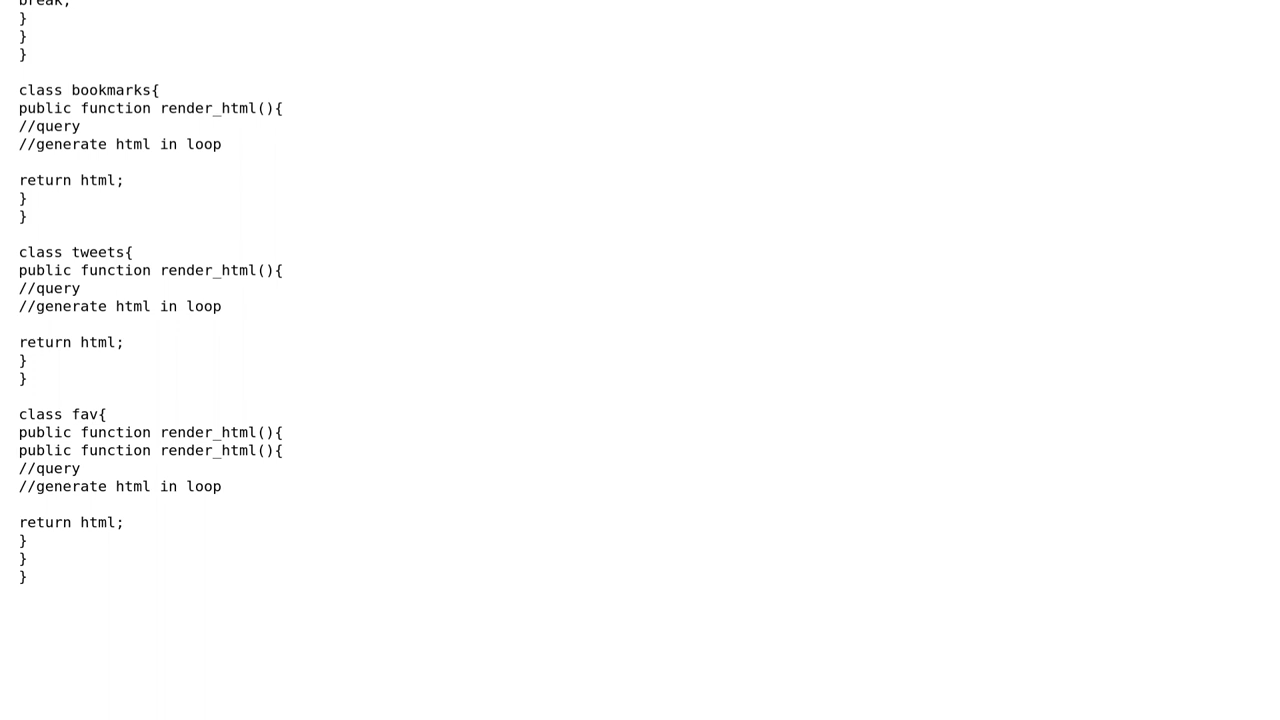 break;
}
}
}
class bookmarks{
public function render_html(){
//query
//generate html in loop
return html;
}
}
class tweets{
public function render_html(){
//query
//generate html in loop
return html;
}
}
class fav{
public function render_html(){
public function render_html(){
//query
//generate html in loop
return html;
}
}
}